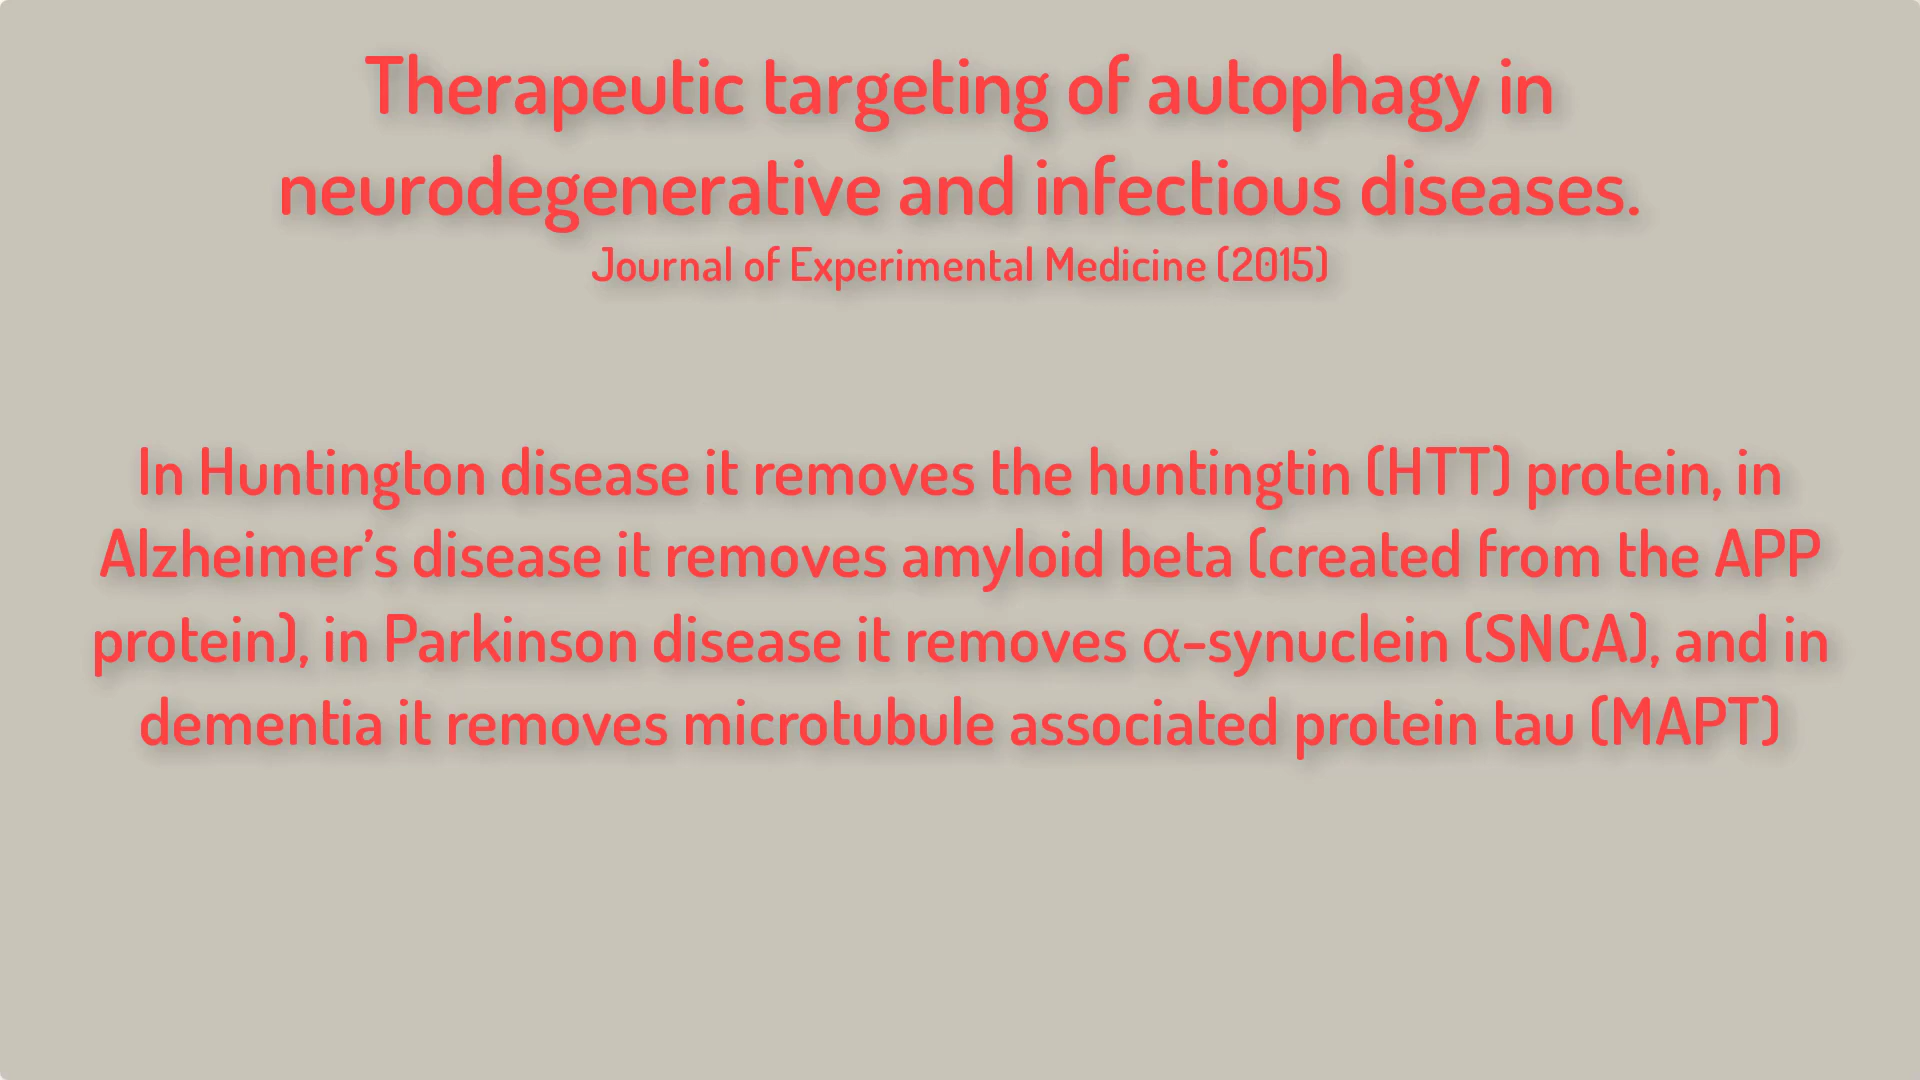 Therapeutic targeting of autophagy in
neurodegenerative and infectious diseases.
Journal of Experimental Medicine (2015)
In Huntington disease it removes the huntingtin (HTT) protein, in
Alzheimer’s disease it removes amyloid beta (created from the APP
protein), in Parkinson disease it removes α-synuclein (SNCA), and in
dementia it removes microtubule associated protein tau (MAPT)